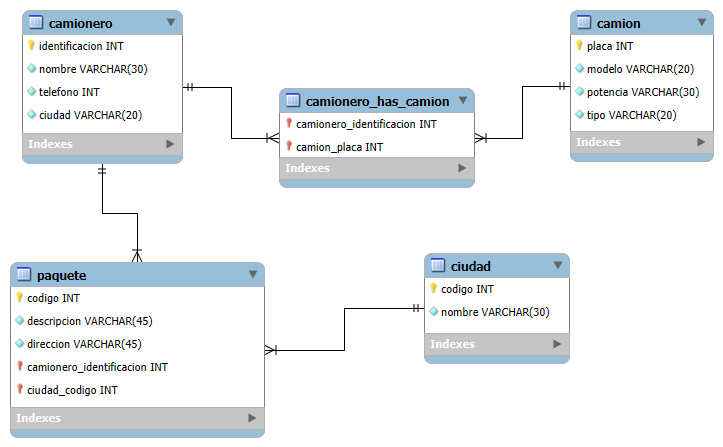 camionero
identificacion INT
nombre VARCHAR(30)
telefono INT
ciudad VARCHAR(20)
Indexes
camionero_has_camion
camionero_identificacion INT
camion_placa INT
Indexes
camion
placa INT
modelo VARCHAR(20)
potencia VARCHAR(30)
tipo VARCHAR(20)
Indexes
paquete
codigo INT
descripcion VARCHAR(45)
direccion VARCHAR(45)
camionero_identificacion INT
ciudad_codigo INT
Indexes
ciudad
codigo INT
nombre VARCHAR(30)
Indexes